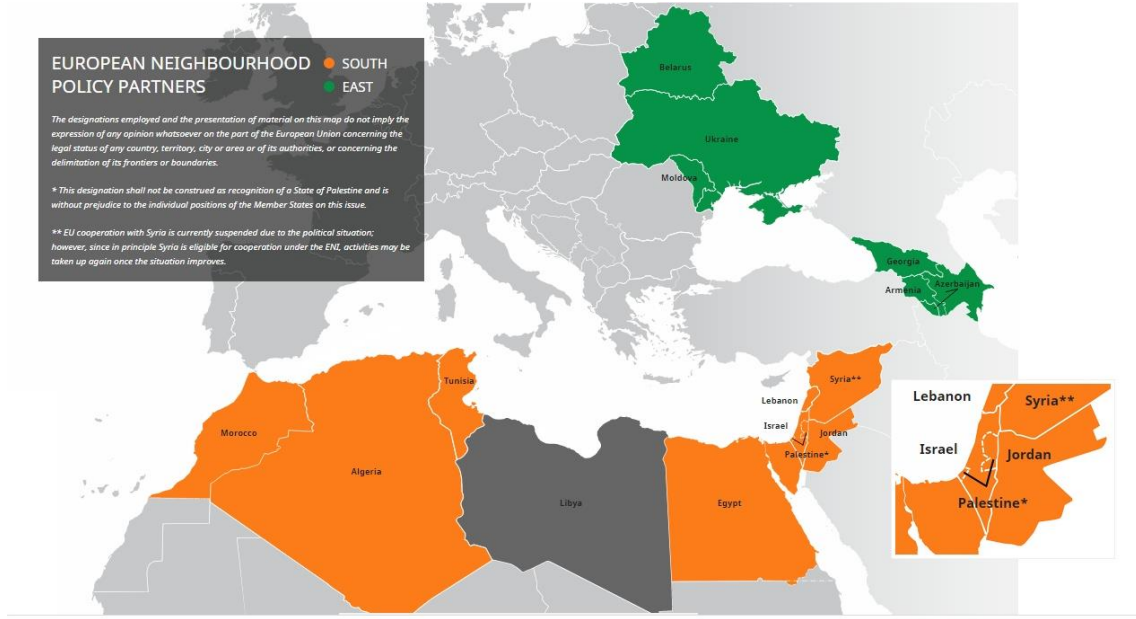 EUROPEAN NEIGHBOURHOOD
POLICY PARTNERS
SOUTH
EAST
The designations employed and the presentation of material on this map do not imply the
expression of any opinion whatsoever on the part of the European Union concerning the
legal status of any country, territory, city or area or of its authorities, or concerning the
delimitation of its frontiers or boundaries.
* This designation shall not be construed as recognition of a State of Palestine and is
without prejudice to the individual positions of the Member States on this issue.
** EU cooperation with Syria is currently suspended due to the political situation;
however, since in principle Syria is eligible for cooperation under the ENI, activities may be
taken up again once the situation improves.
Belarus
Ukraine
Moldova
Georgia
Armenia
Azerbaijan
Tunisia
Morocco
Algeria
Libya
Egypt
Syria**
Lebanon
Israel
Jordan
Palestine*
Lebanon
Syria**
Israel
Jordan
Palestine*